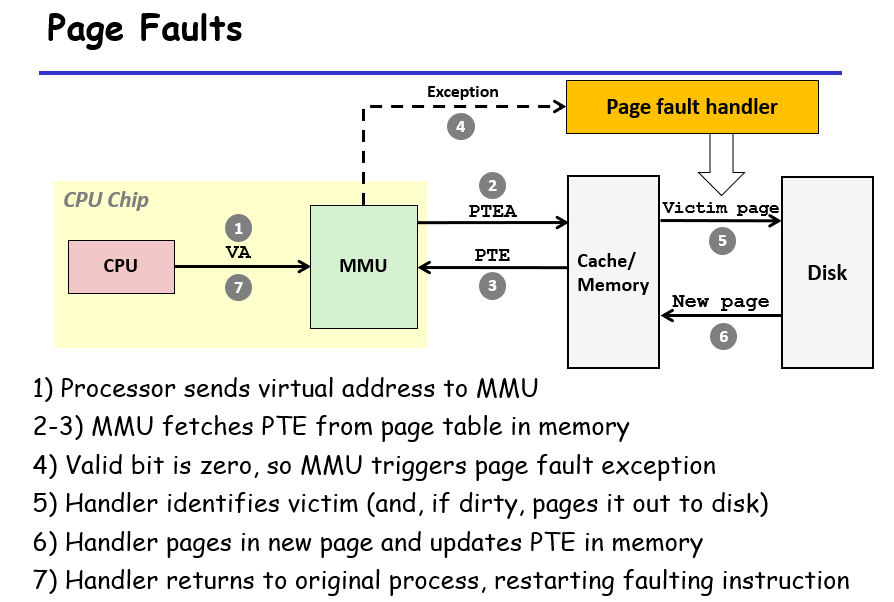 Page Faults
Exception
4
Page fault handler
CPU Chip
2
PTEA
Victim page
1
VA
5
CPU
MMU
PTE
Cache/
Memory
Disk
7
3
New page
6
1) Processor sends virtual address to MMU
2-3) MMU fetches PTE from page table in memory
4) Valid bit is zero, so MMU triggers page fault exception
5) Handler identifies victim (and, if dirty, pages it out to disk)
6) Handler pages in new page and updates PTE in memory
7) Handler returns to original process, restarting faulting instruction